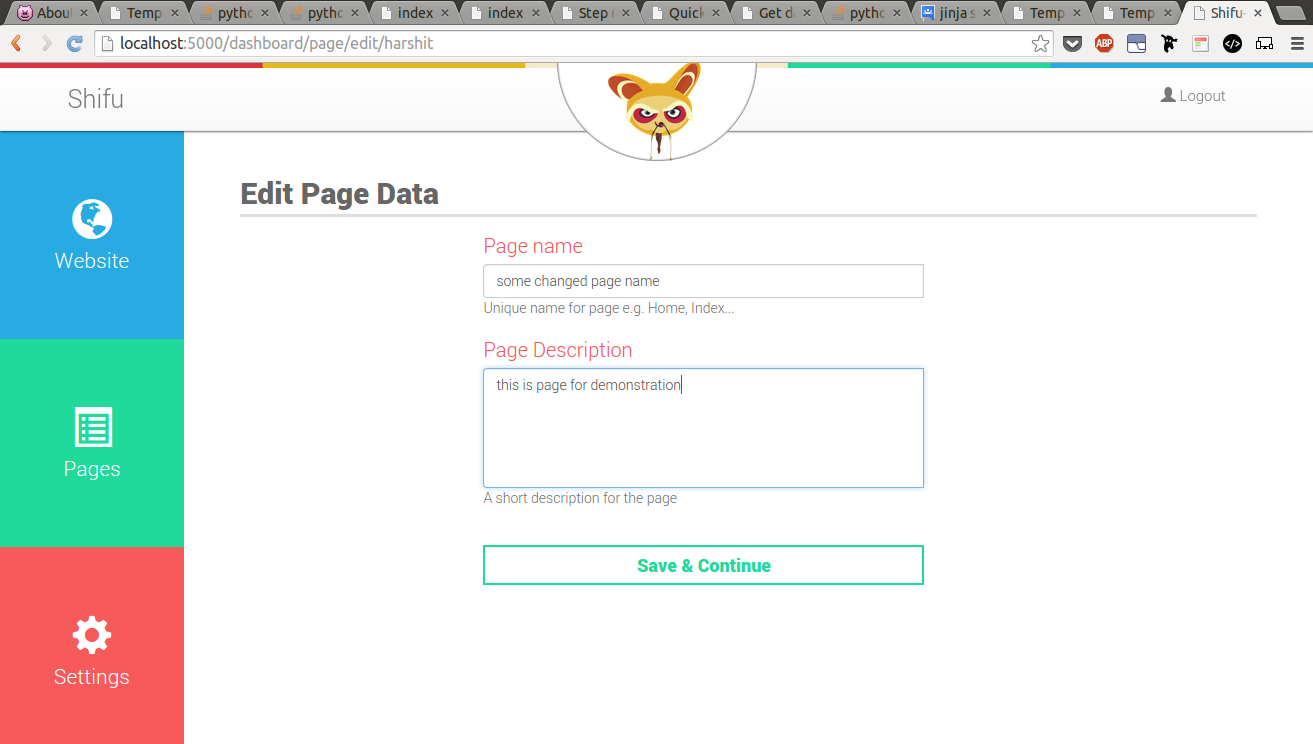 Abou Temp pytho pytho index index Step Quick Get d pytho jinja s Temp Temp Shifu
localhost:5000/dashboard/page/edit/harshit
ABP
Shifu
Logout
Website
Pages
Settings
Edit Page Data
Page name
some changed page name
Unique name for page e.g. Home, Index...
Page Description
this is page for demonstration
A short description for the page
Save & Continue